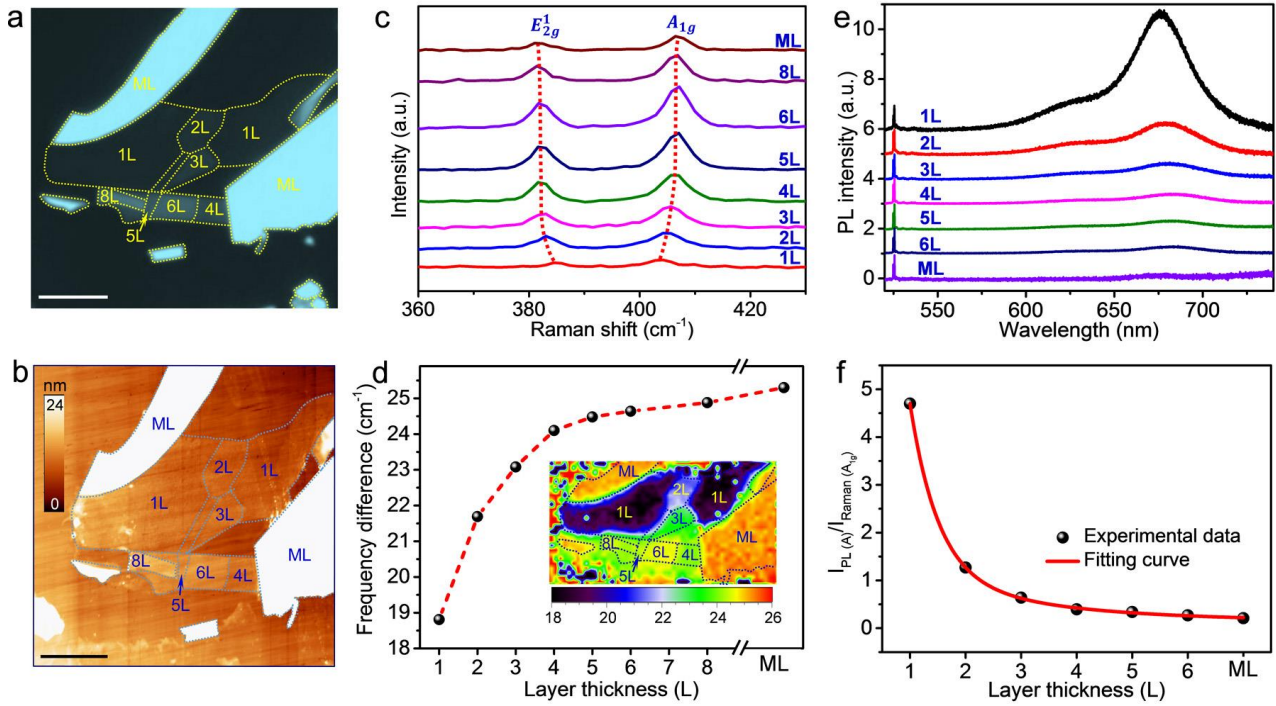 a
ML
2L
1L
1L
3L
ML
8L
6L
4L
5L
b
nm
24
0
ML
2L
1L
1L
3L
ML
8L
6L
4L
5L
c
E¹₂g
A₁g
ML
8L
6L
5L
4L
3L
2L
1L
Intensity (a.u.)
360 380 400 420
Raman shift (cm⁻¹)
d
25
24
23
22
21
20
19
18
Frequency difference (cm⁻¹)
ML
2L
1L
1L
3L
ML
8L
6L
4L
5L
18 20 22 24 26
1 2 3 4 5 6 8 ML
Layer thickness (L)
e
10
8
6
4
2
0
PL intensity (a.u.)
1L
2L
3L
4L
5L
6L
ML
550 600 650 700
Wavelength (nm)
f
5
4
3
2
1
0
I PL (A)/I Raman (A₁g)
Experimental data
Fitting curve
1 2 3 4 5 6 ML
Layer thickness (L)